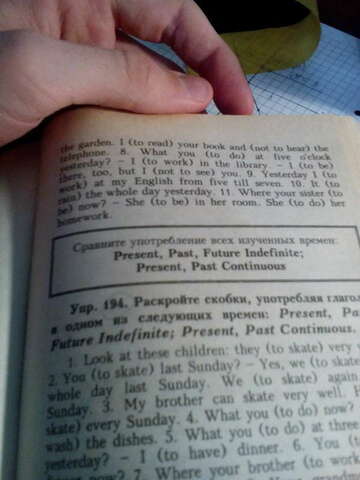 the garden. I (to read) your book and (not to hear) the
telephone. 8. What you (to do) at five o'clock
yesterday? – I (to work) in the library. – I (to be)
there, too, but I (not to see) you. 9. Yesterday I (to
work) at my English from five till seven. 10. It (to
rain) the whole day yesterday. 11. Where your sister (to
be) now? – She (to be) in her room. She (to do) her
homework.
Сравните употребление всех изученных времен:
Present, Past, Future Indefinite;
Present, Past Continuous
Упр. 194. Раскройте скобки, употребляя глагол
в одном из следующих времен: Present, Pa
Future Indefinite; Present, Past Continuous.
1. Look at these children: they (to skate) very
2. You (to skate) last Sunday? – Yes, we (to skate
whole day last Sunday. We (to skate) again
Sunday. 3. My brother can skate very well. H
skate) every Sunday. 4. What you (to do) now?
wash) the dishes. 5. What you (to do) at three
yesterday? – I (to have) dinner. 6. You (t
now? 7. Where your brother (to work